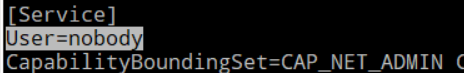 [Service]
User=nobody
CapabilityBoundingSet=CAP_NET_ADMIN C